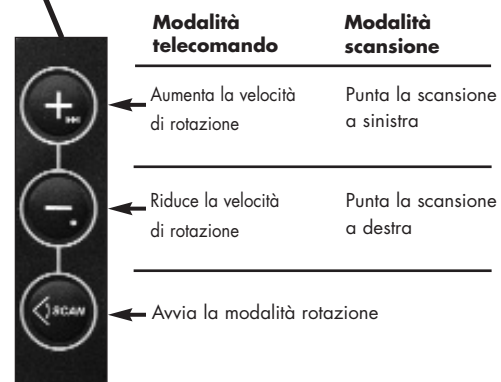 Modalità telecomando
Modalità scansione
+
Aumenta la velocità di rotazione
Punta la scansione a sinistra
−
Riduce la velocità di rotazione
Punta la scansione a destra
SCAN
Avvia la modalità rotazione